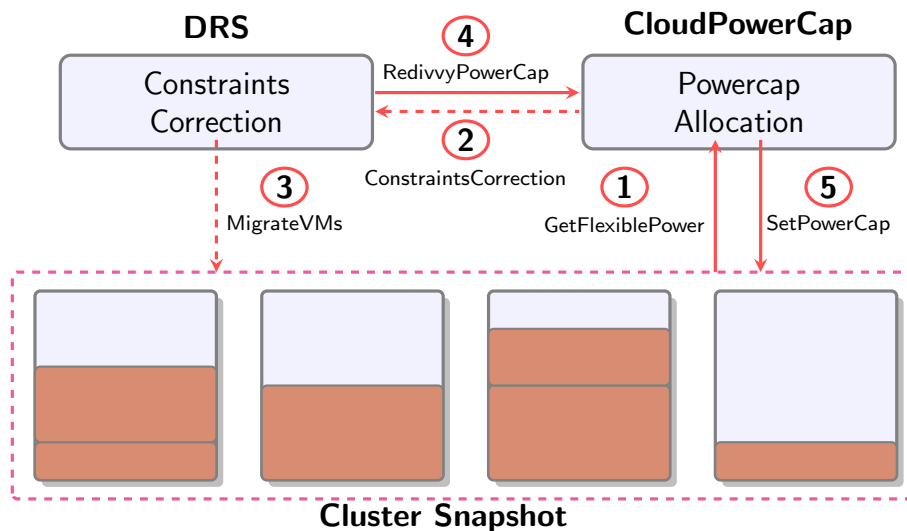 DRS
CloudPowerCap
4
RedivvyPowerCap
Constraints
Correction
Powercap
Allocation
2
ConstraintsCorrection
3
MigrateVMs
1
GetFlexiblePower
5
SetPowerCap
Cluster Snapshot